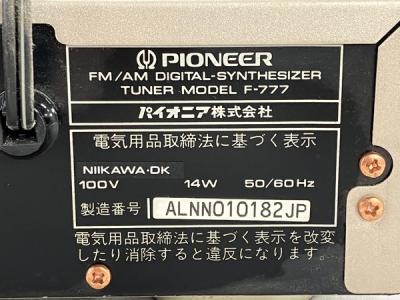 PIONEER
FM/AM DIGITAL-SYNTHESIZER
TUNER MODEL F-777
パイオニア株式会社
電気用品取締法に基づく表示
NIIKAWA·DK
100V 14W 50/60Hz
製造番号 ALNN010182JP
電気用品取締法に基づく表示を改変
したり消除すると違反になります。